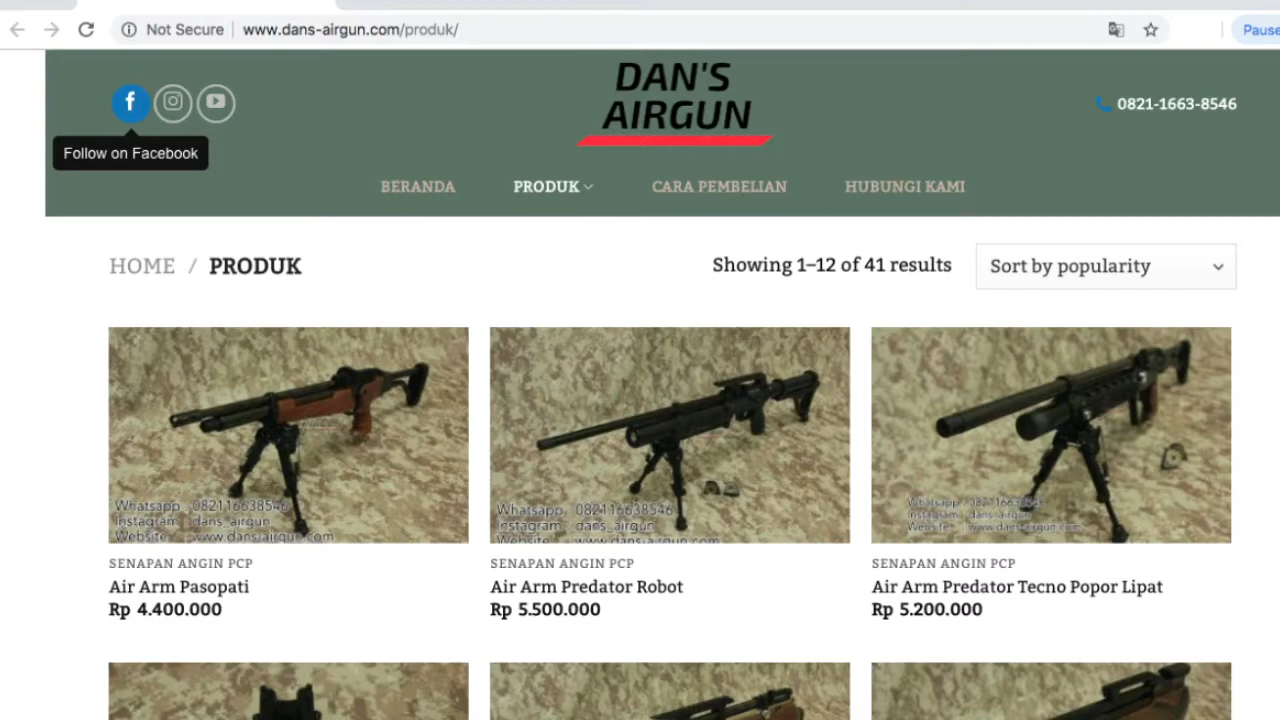 Not Secure
www.dans-airgun.com/produk/
Pause
DAN'S
AIRGUN
0821-1663-8546
Follow on Facebook
BERANDA
PRODUK
CARA PEMBELIAN
HUBUNGI KAMI
HOME / PRODUK
Showing 1–12 of 41 results
Sort by popularity
Whatsapp : 082116638546
Instagram : dans_airgun
Website : www.dansairgun.com
Whatsapp : 082116638546
Instagram : dans_airgun
Website : www.dansairgun.com
Whatsapp : 082116638546
Instagram : dans_airgun
Website : www.dansairgun.com
SENAPAN ANGIN PCP
Air Arm Pasopati
Rp 4.400.000
SENAPAN ANGIN PCP
Air Arm Predator Robot
Rp 5.500.000
SENAPAN ANGIN PCP
Air Arm Predator Tecno Popor Lipat
Rp 5.200.000